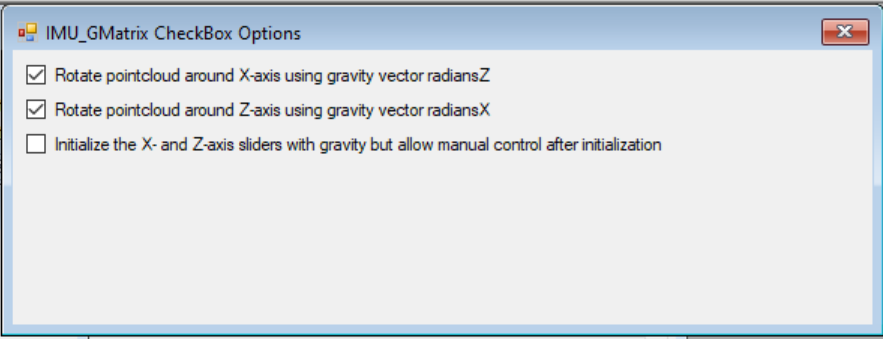 IMU_GMatrix CheckBox Options
Rotate pointcloud around X-axis using gravity vector radiansZ
Rotate pointcloud around Z-axis using gravity vector radiansX
Initialize the X- and Z-axis sliders with gravity but allow manual control after initialization